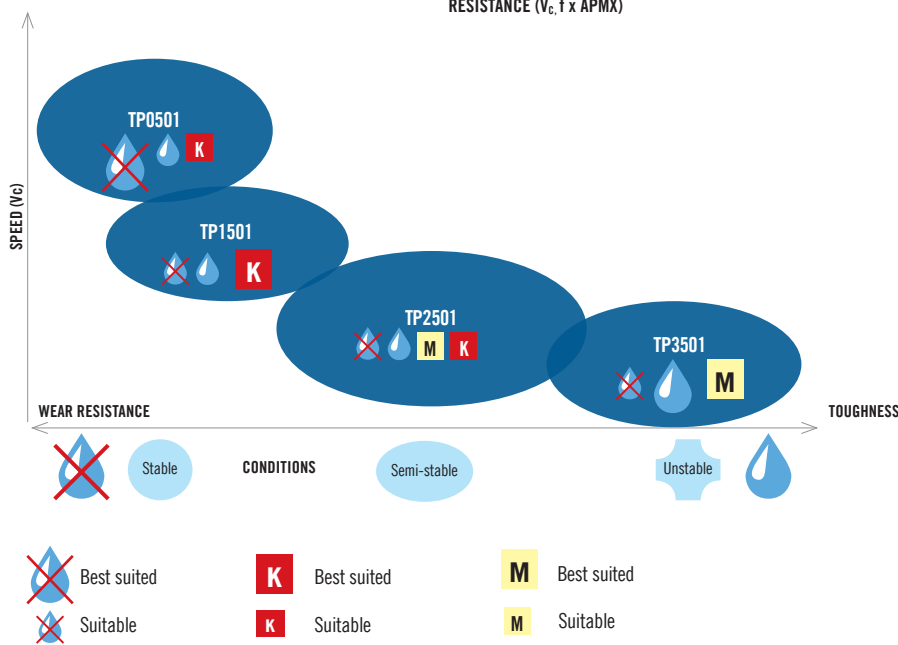 RESISTANCE (Vc, f x APMX)
SPEED (Vc)
TP0501
K
TP1501
K
TP2501
M K
TP3501
M
WEAR RESISTANCE
TOUGHNESS
Stable
CONDITIONS
Semi-stable
Unstable
Best suited
K Best suited
M Best suited
Suitable
K Suitable
M Suitable